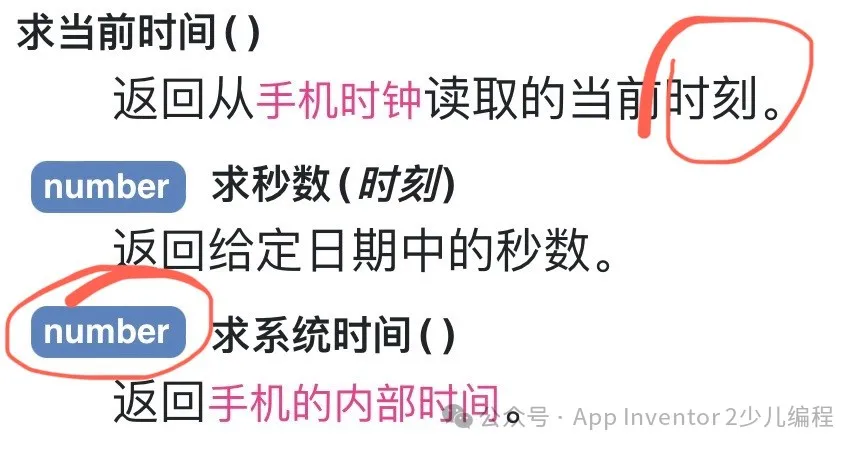 求当前时间()
返回从手机时钟读取的当前时刻。
number 求秒数(时刻)
返回给定日期中的秒数。
number 求系统时间()
返回手机的内部时间。
公众号 · App Inventor 2少儿编程